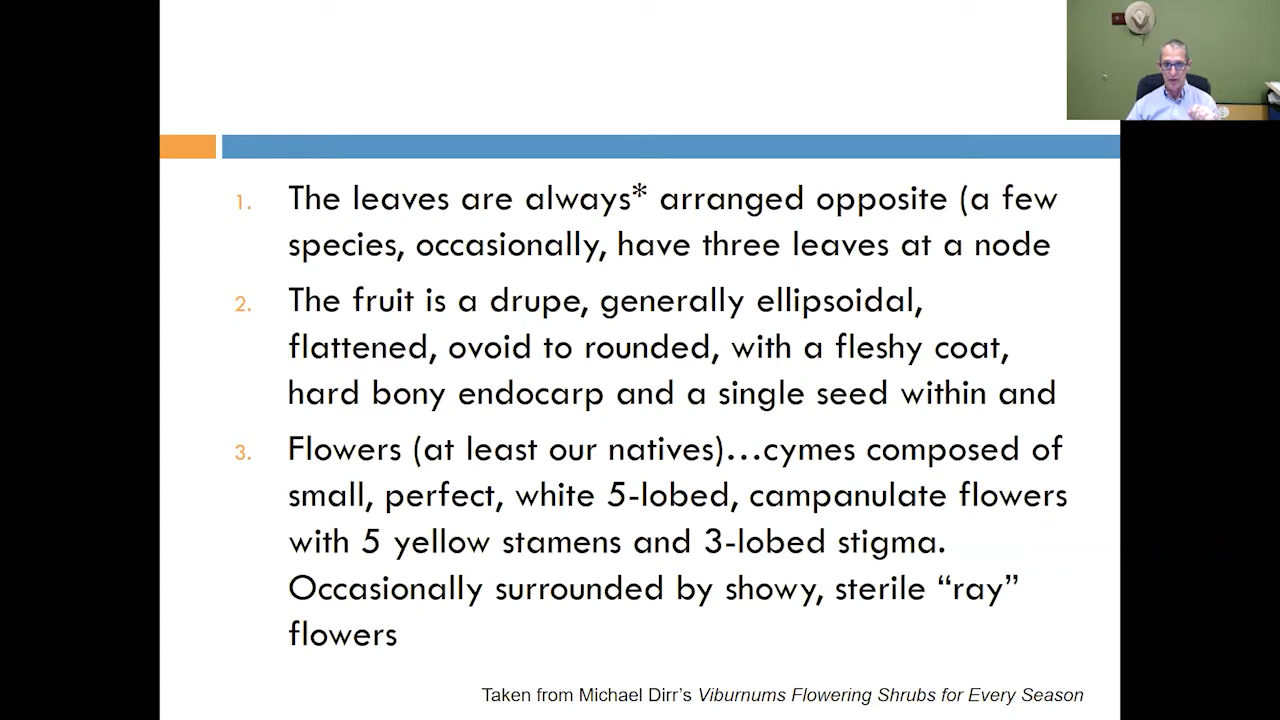 1. The leaves are always* arranged opposite (a few
species, occasionally, have three leaves at a node
2. The fruit is a drupe, generally ellipsoidal,
flattened, ovoid to rounded, with a fleshy coat,
hard bony endocarp and a single seed within and
3. Flowers (at least our natives)…cymes composed of
small, perfect, white 5-lobed, campanulate flowers
with 5 yellow stamens and 3-lobed stigma.
Occasionally surrounded by showy, sterile “ray”
flowers
Taken from Michael Dirr’s Viburnums Flowering Shrubs for Every Season